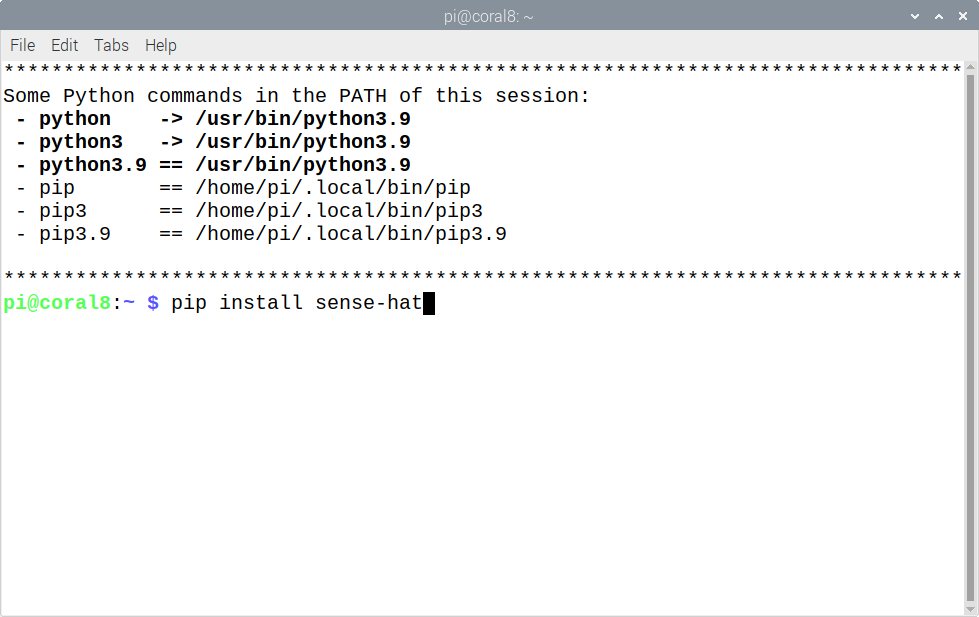 pi@coral8: ~
File Edit Tabs Help
********************************************************************************
Some Python commands in the PATH of this session:
 - python    -> /usr/bin/python3.9
 - python3   -> /usr/bin/python3.9
 - python3.9 == /usr/bin/python3.9
 - pip       == /home/pi/.local/bin/pip
 - pip3      == /home/pi/.local/bin/pip3
 - pip3.9    == /home/pi/.local/bin/pip3.9
********************************************************************************
pi@coral8:~ $ pip install sense-hat